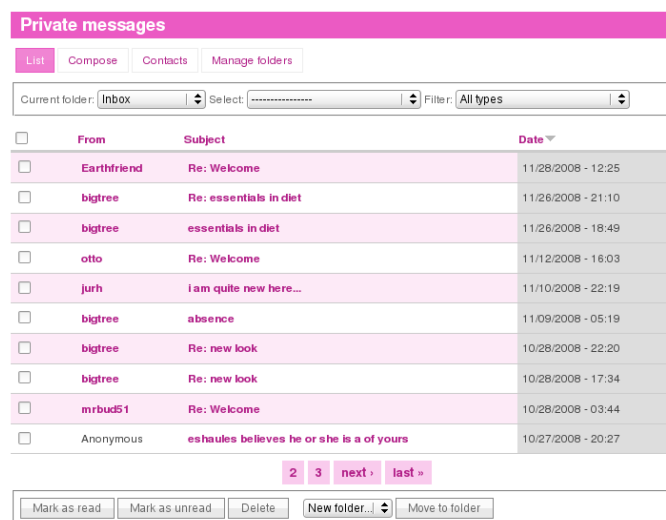 Private messages
List Compose Contacts Manage folders
Current folder: Inbox Select: --------------- Filter: All types
From Subject Date
Earthfriend Re: Welcome 11/28/2008 - 12:25
bigtree Re: essentials in diet 11/26/2008 - 21:10
bigtree essentials in diet 11/26/2008 - 18:49
otto Re: Welcome 11/12/2008 - 16:03
jurh i am quite new here... 11/10/2008 - 22:19
bigtree absence 11/09/2008 - 05:19
bigtree Re: new look 10/28/2008 - 22:20
bigtree Re: new look 10/28/2008 - 17:34
mrbud51 Re: Welcome 10/28/2008 - 03:44
Anonymous eshaules believes he or she is a of yours 10/27/2008 - 20:27
2 3 next › last »
Mark as read Mark as unread Delete New folder... Move to folder